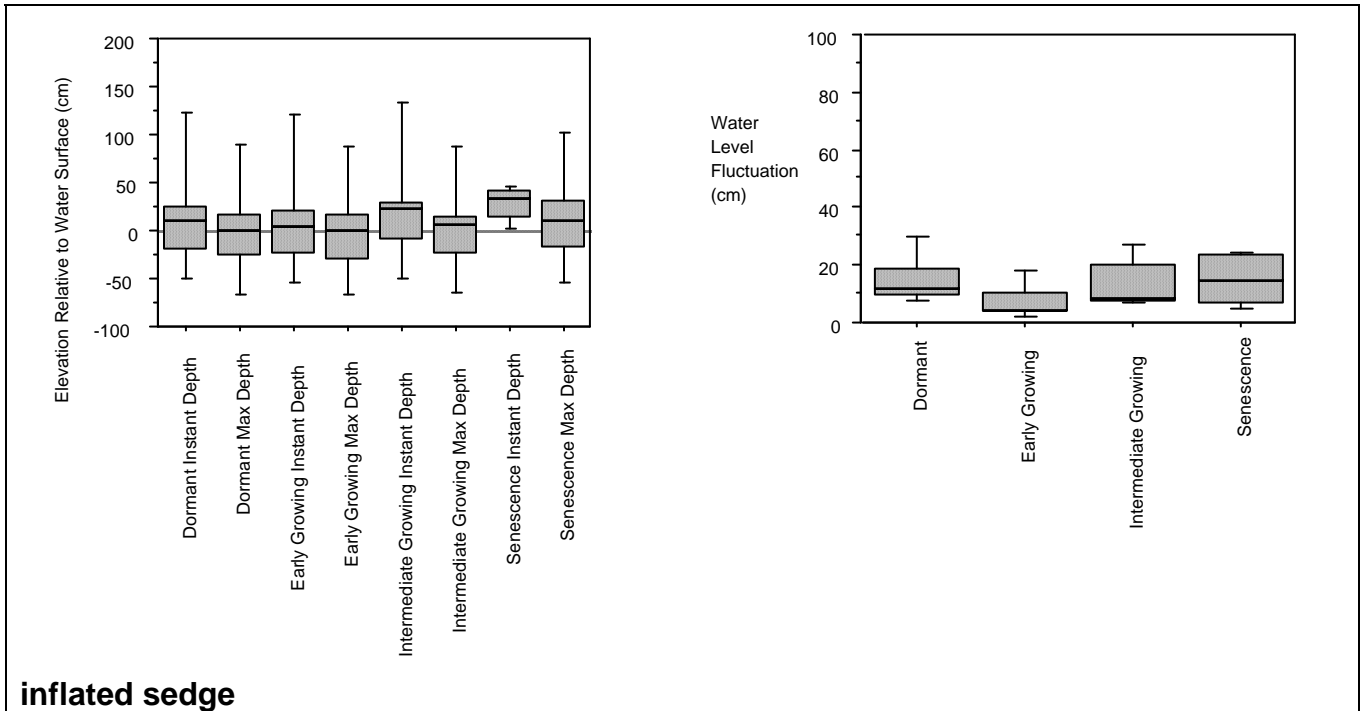 Elevation Relative to Water Surface (cm)
200
150
100
50
0
-50
-100
Dormant Instant Depth
Dormant Max Depth
Early Growing Instant Depth
Early Growing Max Depth
Intermediate Growing Instant Depth
Intermediate Growing Max Depth
Senescence Instant Depth
Senescence Max Depth
Water
Level
Fluctuation
(cm)
100
80
60
40
20
0
Dormant
Early Growing
Intermediate Growing
Senescence
inflated sedge